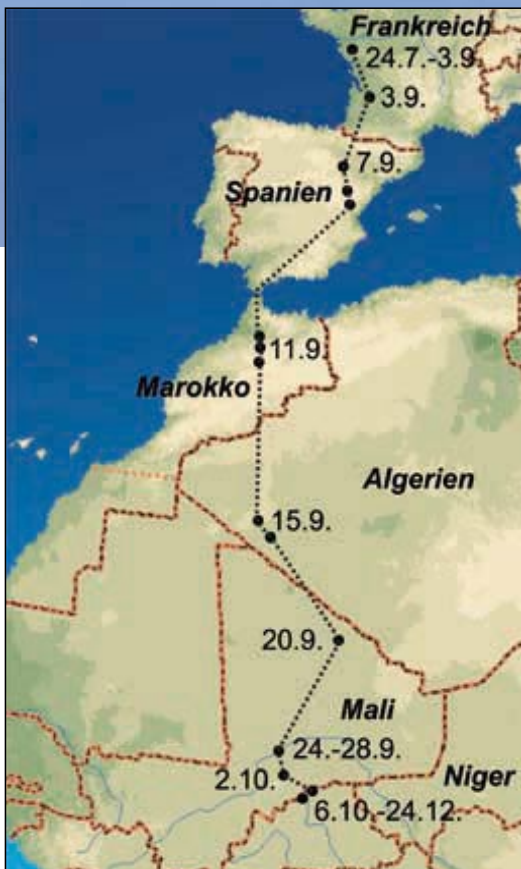 Frankreich
24.7.-3.9.
3.9.
7.9.
Spanien
11.9.
Marokko
Algerien
15.9.
20.9.
Mali
24.-28.9.
Niger
2.10.
6.10.-24.12.